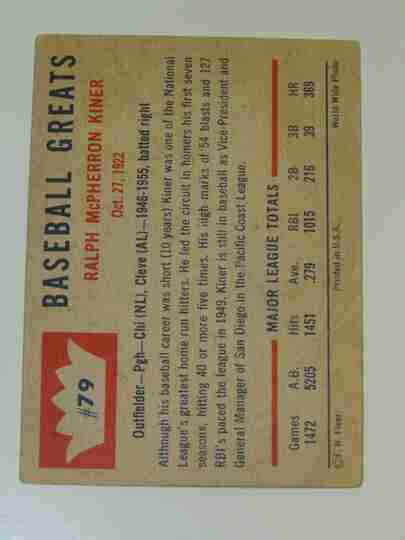 #79
BASEBALL GREATS
RALPH McPHERRON KINER
Oct. 27, 1922
Outfielder—Pgh—Chi (NL), Cleve (AL)—1946-1955, batted right
Although his baseball career was short (10 years) Kiner was one of the National
League's greatest home run hitters. He led the circuit in homers his first seven
seasons, hitting 40 or more five times. His high marks of 54 blasts and 127
RBI's paced the league in 1949. Kiner is still in baseball as Vice-President and
General Manager of San Diego in the Pacific Coast League.
MAJOR LEAGUE TOTALS
Games A.B. Hits Ave. RBI 2B 3B HR
1472 5205 1451 .279 1015 216 39 369
© F. H. Fleer Printed in U.S.A. World Wide Photo